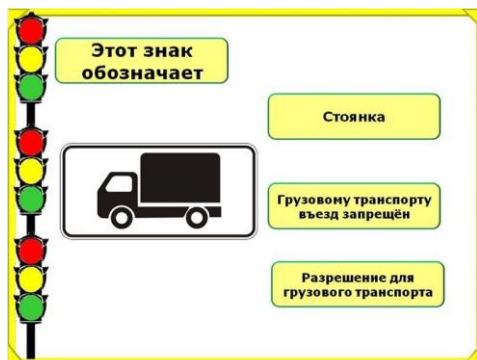 Этот знак
обозначает
Стоянка
Грузовому транспорту
въезд запрещён
Разрешение для
грузового транспорта